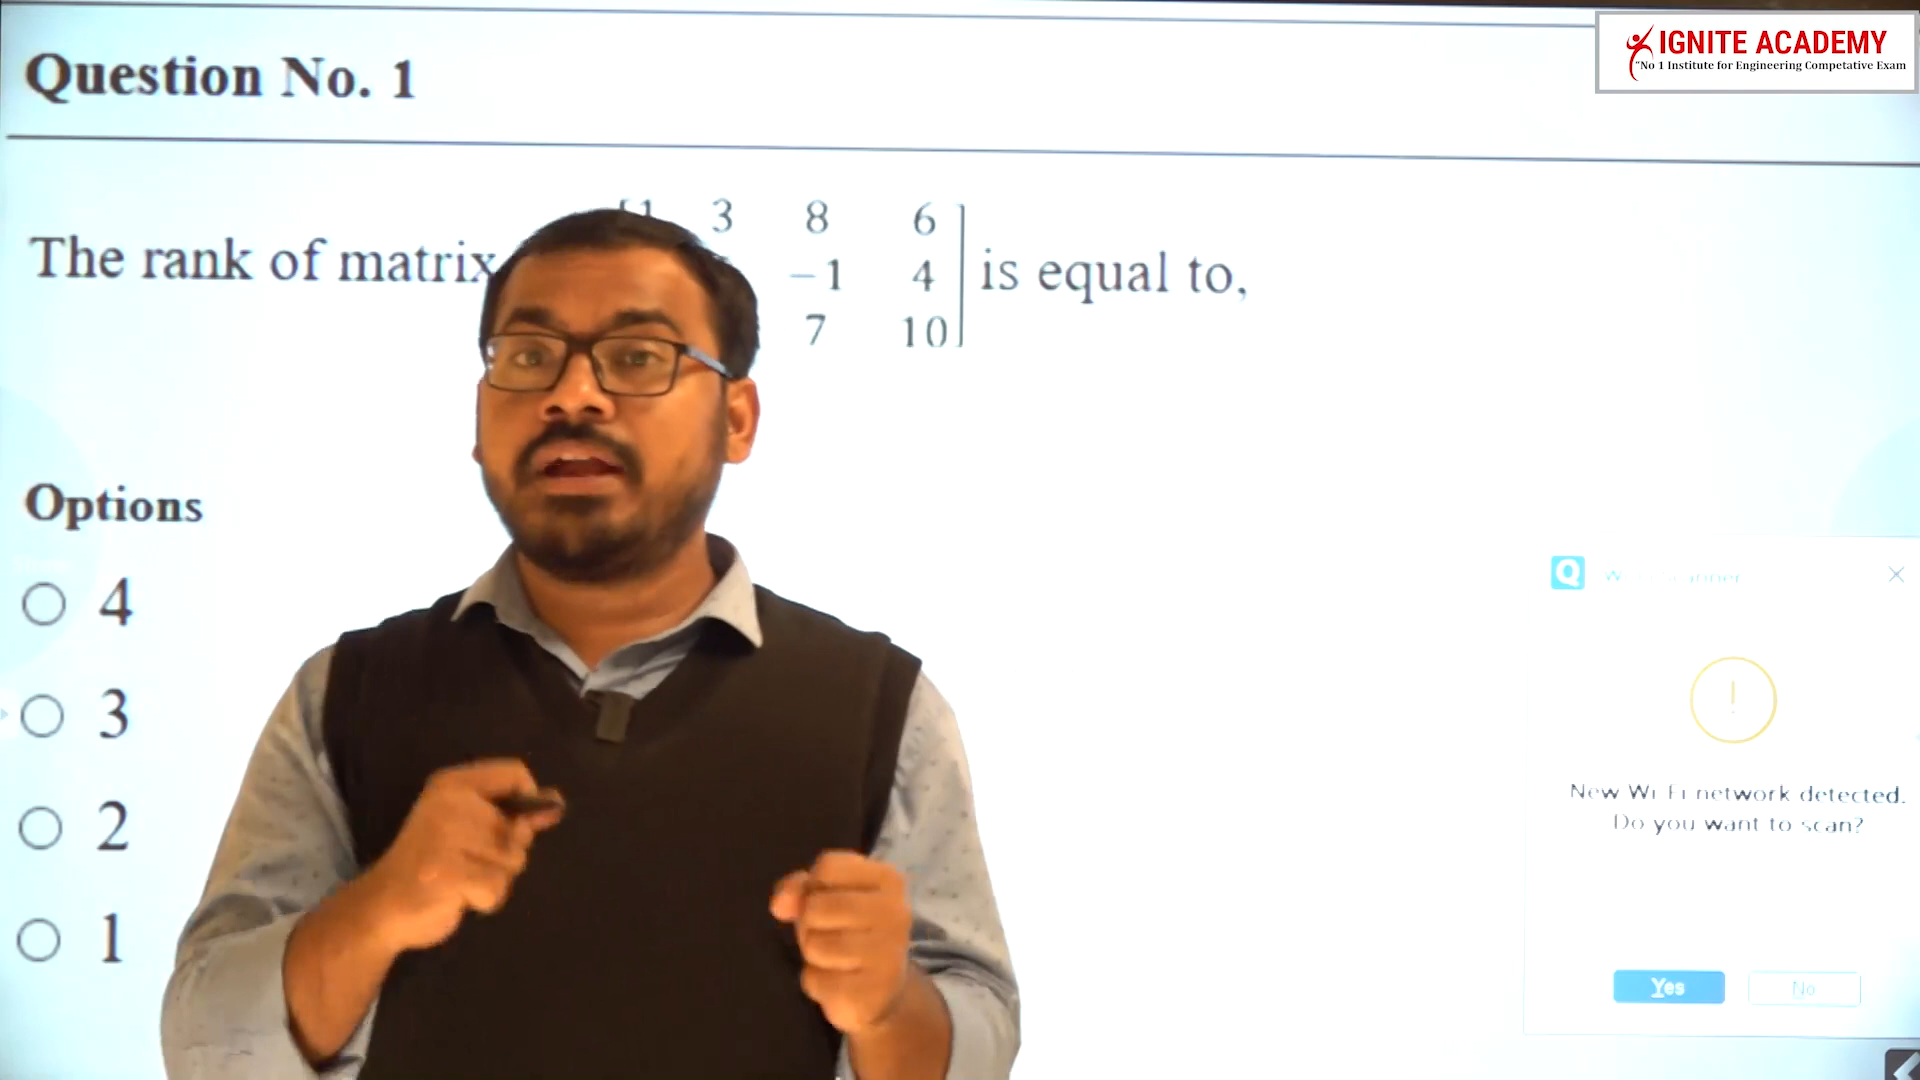 IGNITE ACADEMY
"No 1 Institute for Engineering Competative Exam
Question No. 1
The rank of matrix
1 3 8 6
-1 4
7 10
is equal to,
Options
4
3
2
1
New Wi Fi network detected.
Do you want to scan?
Yes
No